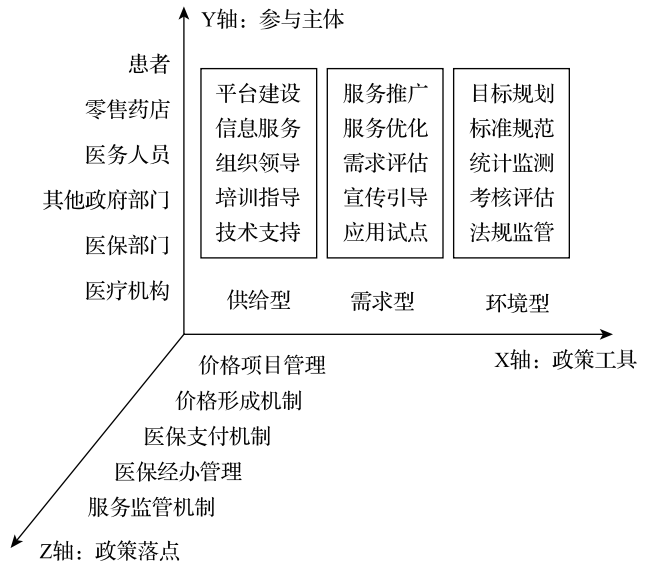 Y轴：参与主体
患者
零售药店
医务人员
其他政府部门
医保部门
医疗机构
平台建设
信息服务
组织领导
培训指导
技术支持
供给型
服务推广
服务优化
需求评估
宣传引导
应用试点
需求型
目标规划
标准规范
统计监测
考核评估
法规监管
环境型
X轴：政策工具
价格项目管理
价格形成机制
医保支付机制
医保经办管理
服务监管机制
Z轴：政策落点